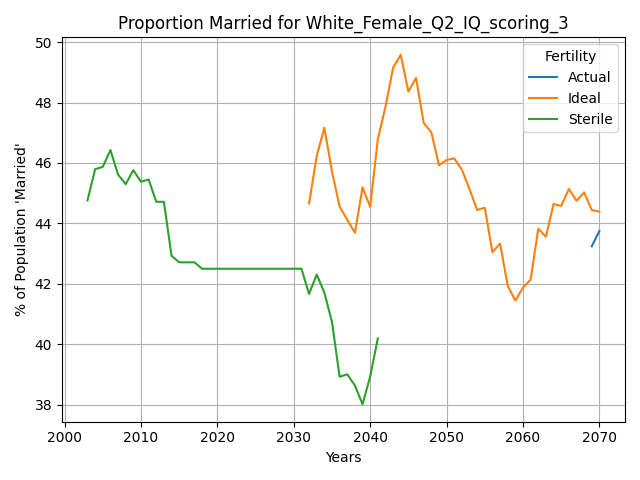 Proportion Married for White_Female_Q2_IQ_scoring_3
% of Population 'Married'
50
48
46
44
42
40
38
Fertility
Actual
Ideal
Sterile
2000 2010 2020 2030 2040 2050 2060 2070
Years